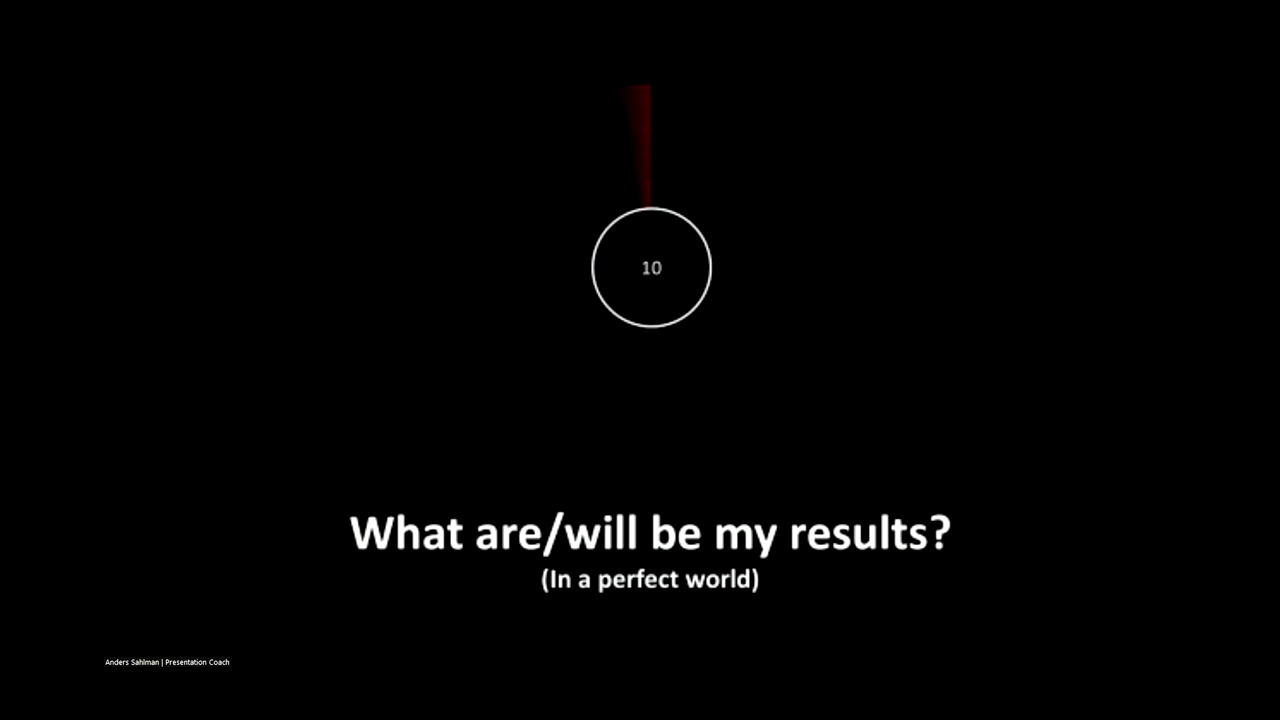 10
What are/will be my results?
(In a perfect world)
Anders Sahlman | Presentation Coach